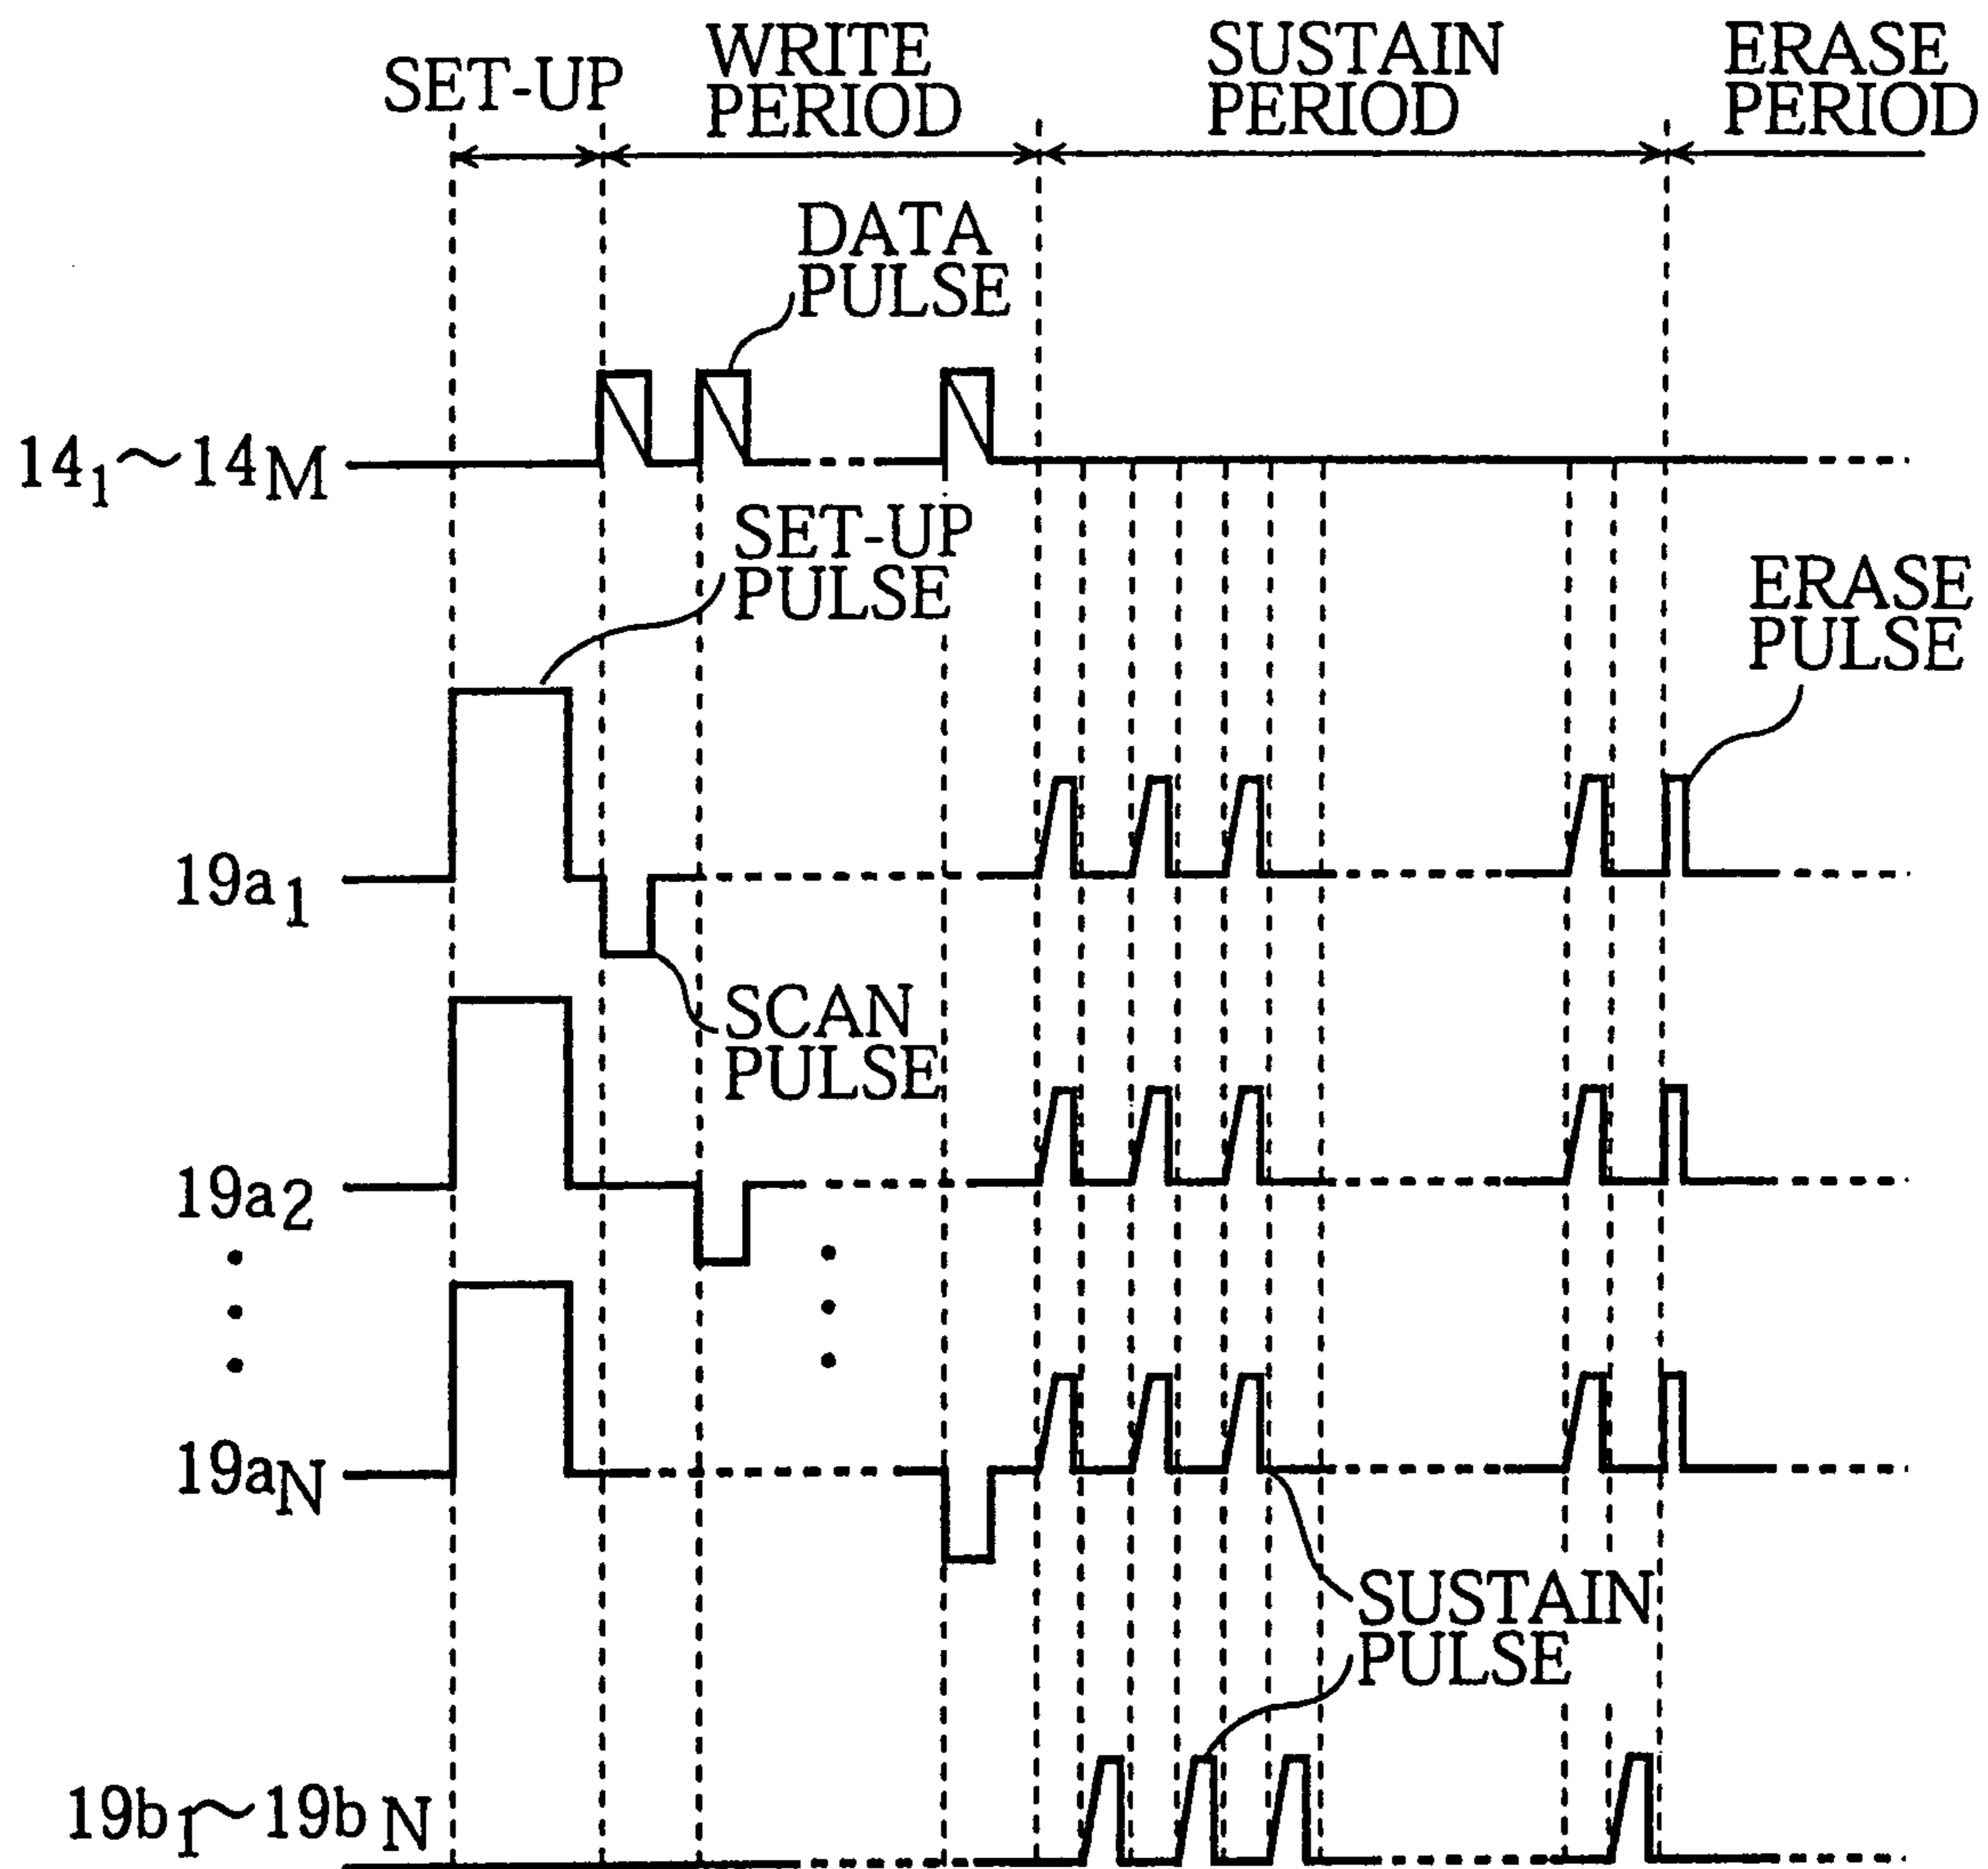 SET-UP
WRITE
PERIOD
SUSTAIN
PERIOD
ERASE
PERIOD
DATA
PULSE
14₁~14M
SET-UP
PULSE
ERASE
PULSE
19a₁
SCAN
PULSE
19a₂
19aN
SUSTAIN
PULSE
19b₁~19bN